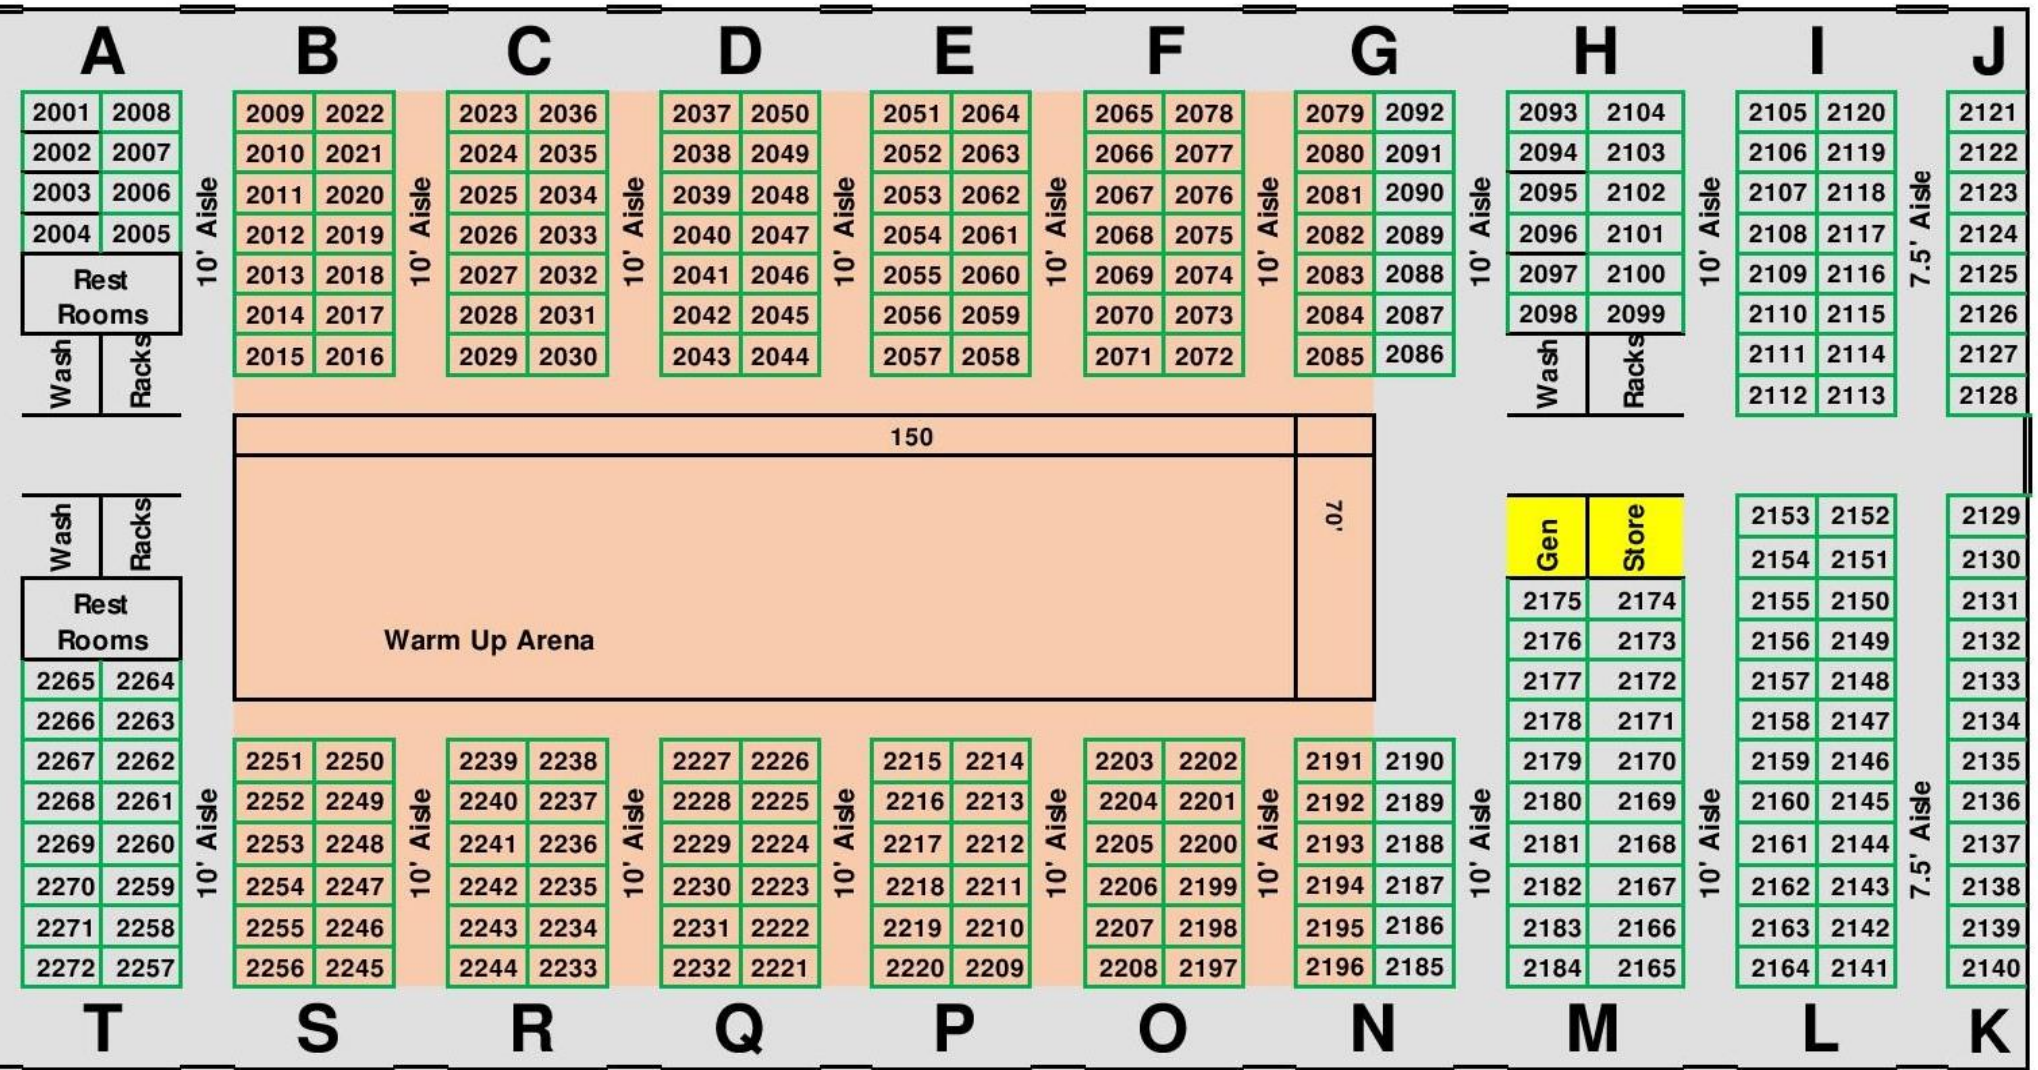 A B C D E F G H I J
2001 2008 2009 2022 2023 2036 2037 2050 2051 2064 2065 2078 2079 2092 2093 2104 2105 2120 2121
2002 2007 2010 2021 2024 2035 2038 2049 2052 2063 2066 2077 2080 2091 2094 2103 2106 2119 2122
2003 2006 2011 2020 2025 2034 2039 2048 2053 2062 2067 2076 2081 2090 2095 2102 2107 2118 2123
2004 2005 2012 2019 2026 2033 2040 2047 2054 2061 2068 2075 2082 2089 2096 2101 2108 2117 2124
10' Aisle 10' Aisle 10' Aisle 10' Aisle 10' Aisle 10' Aisle 10' Aisle 10' Aisle 7.5' Aisle
Rest 2013 2018 2027 2032 2041 2046 2055 2060 2069 2074 2083 2088 2097 2100 2109 2116 2125
Rooms 2014 2017 2028 2031 2042 2045 2056 2059 2070 2073 2084 2087 2098 2099 2110 2115 2126
Wash Racks 2015 2016 2029 2030 2043 2044 2057 2058 2071 2072 2085 2086 Wash Racks 2111 2114 2127
2112 2113 2128
150
70'
Wash Racks Gen Store 2153 2152 2129
2154 2151 2130
Rest 2175 2174 2155 2150 2131
Rooms Warm Up Arena 2176 2173 2156 2149 2132
2265 2264 2177 2172 2157 2148 2133
2266 2263 2178 2171 2158 2147 2134
2267 2262 2251 2250 2239 2238 2227 2226 2215 2214 2203 2202 2191 2190 2179 2170 2159 2146 2135
2268 2261 2252 2249 2240 2237 2228 2225 2216 2213 2204 2201 2192 2189 2180 2169 2160 2145 2136
2269 2260 2253 2248 2241 2236 2229 2224 2217 2212 2205 2200 2193 2188 2181 2168 2161 2144 2137
10' Aisle 10' Aisle 10' Aisle 10' Aisle 10' Aisle 10' Aisle 10' Aisle 10' Aisle 7.5' Aisle
2270 2259 2254 2247 2242 2235 2230 2223 2218 2211 2206 2199 2194 2187 2182 2167 2162 2143 2138
2271 2258 2255 2246 2243 2234 2231 2222 2219 2210 2207 2198 2195 2186 2183 2166 2163 2142 2139
2272 2257 2256 2245 2244 2233 2232 2221 2220 2209 2208 2197 2196 2185 2184 2165 2164 2141 2140
T S R Q P O N M L K